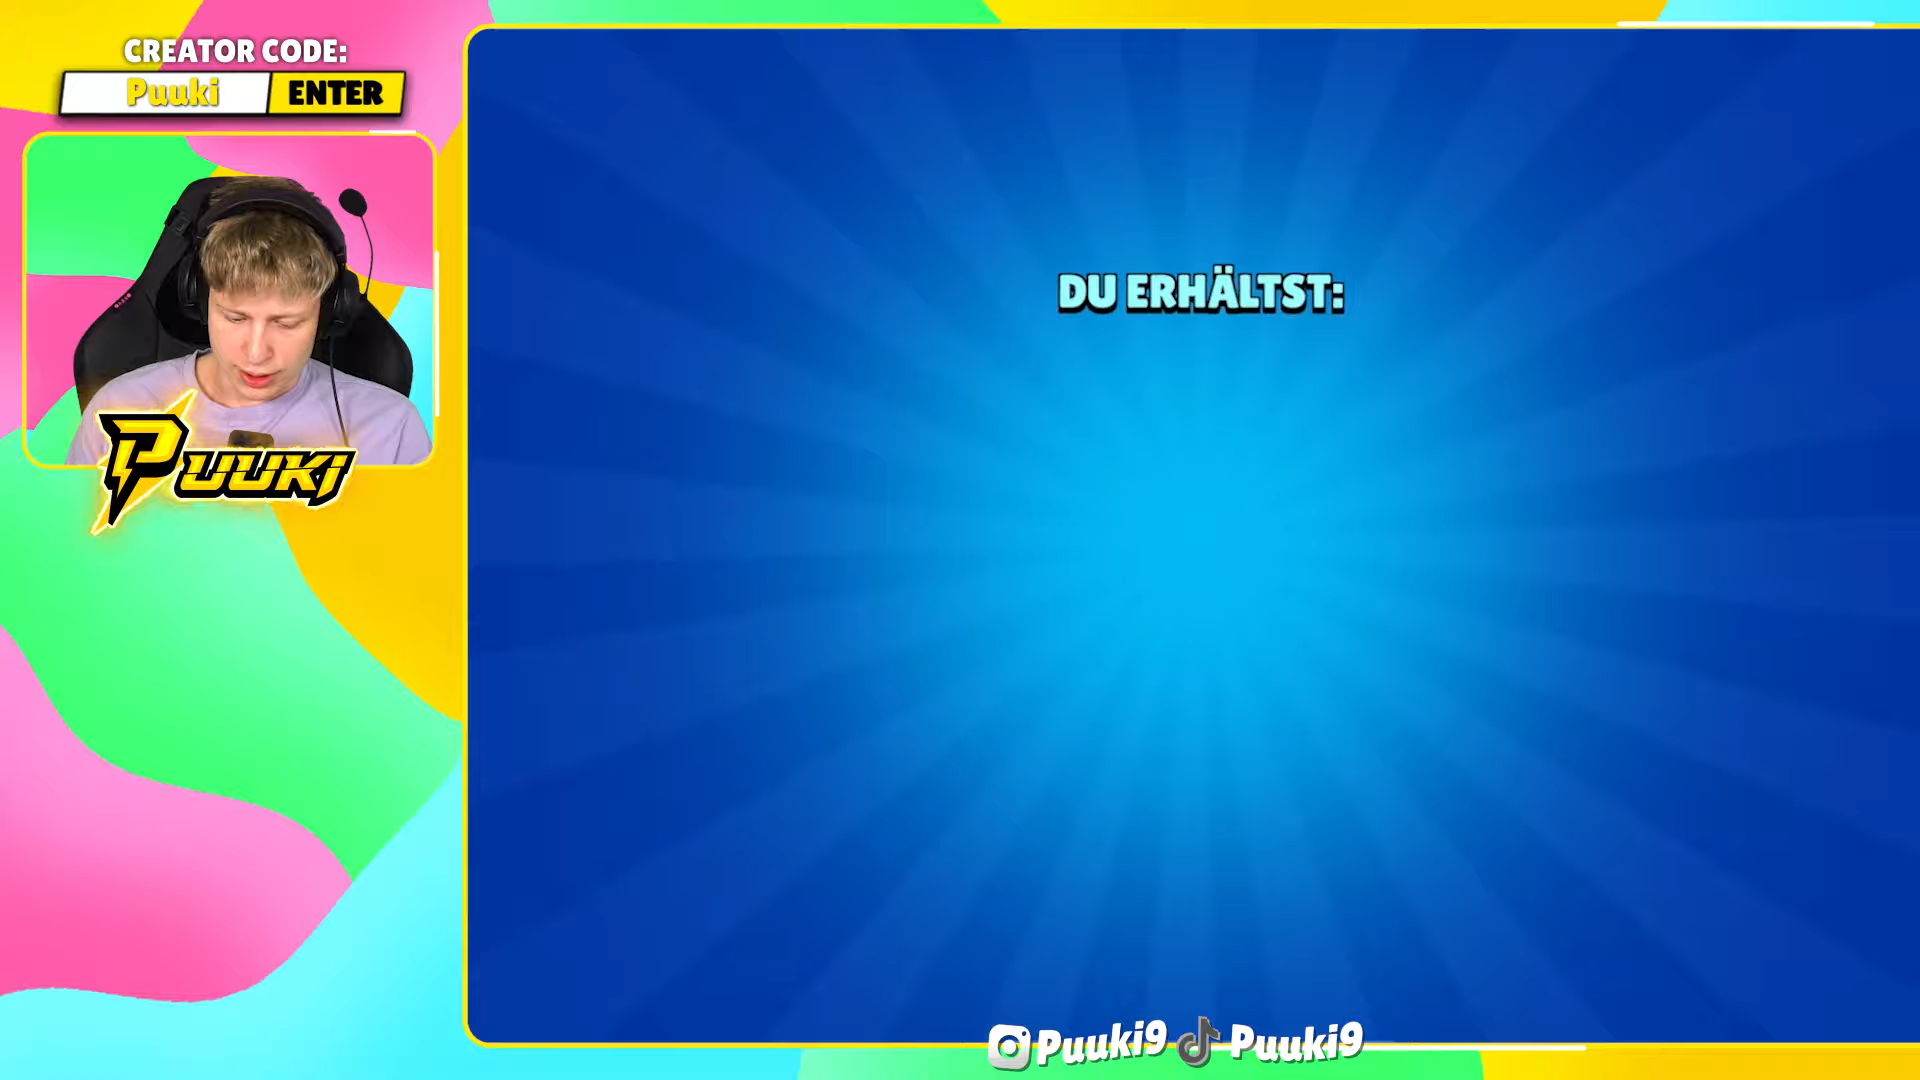 CREATOR CODE:
Puuki ENTER
PUUKI
DU ERHÄLTST:
Puuki9 Puuki9